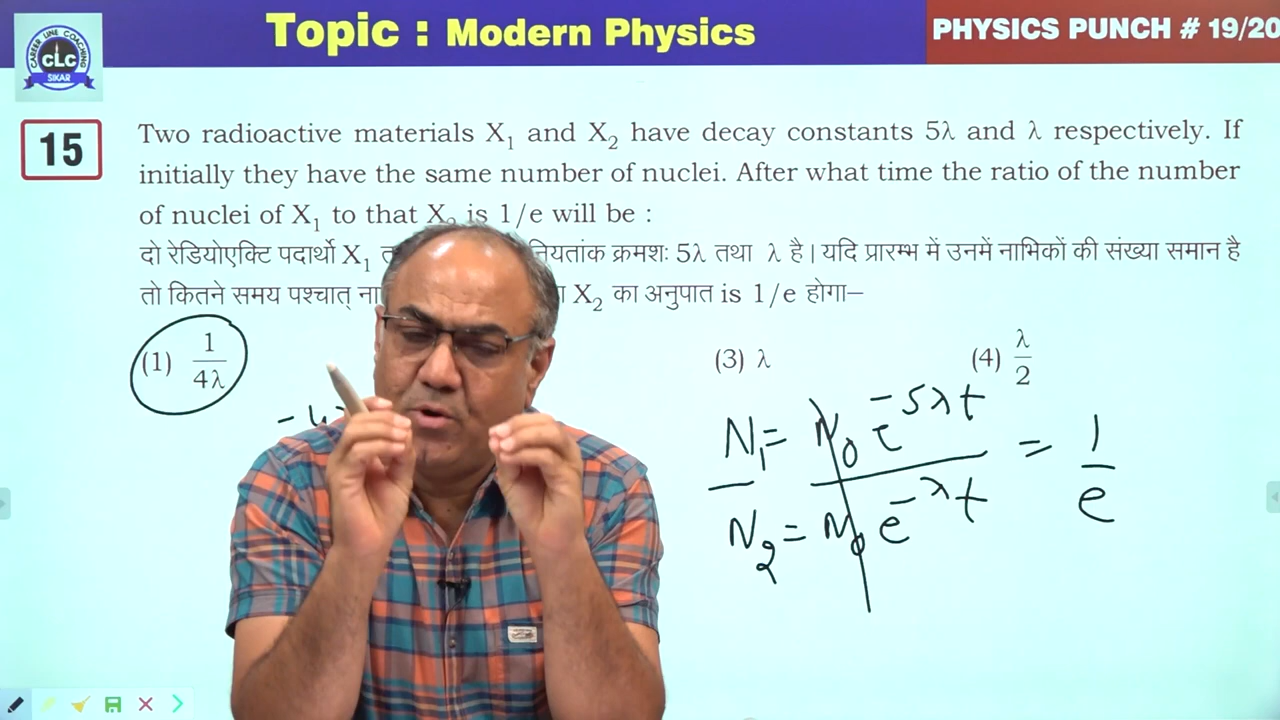 Topic : Modern Physics
PHYSICS PUNCH # 19/20
CAREER LINE COACHING
CLC
SIKAR
15
Two radioactive materials X₁ and X₂ have decay constants 5λ and λ respectively. If
initially they have the same number of nuclei. After what time the ratio of the number
of nuclei of X₁ to that X₂ is 1/e will be :
दो रेडियोएक्टि पदार्थो X₁ नियतांक क्रमशः 5λ तथा λ है। यदि प्रारम्भ में उनमें नाभिकों की संख्या समान है
तो कितने समय पश्चात् ना X₂ का अनुपात is 1/e होगा–
(1) 1/4λ (3) λ (4) λ/2
N₁ = N₀ e^-5λt = 1
N₂ = N₀ e^-λt e